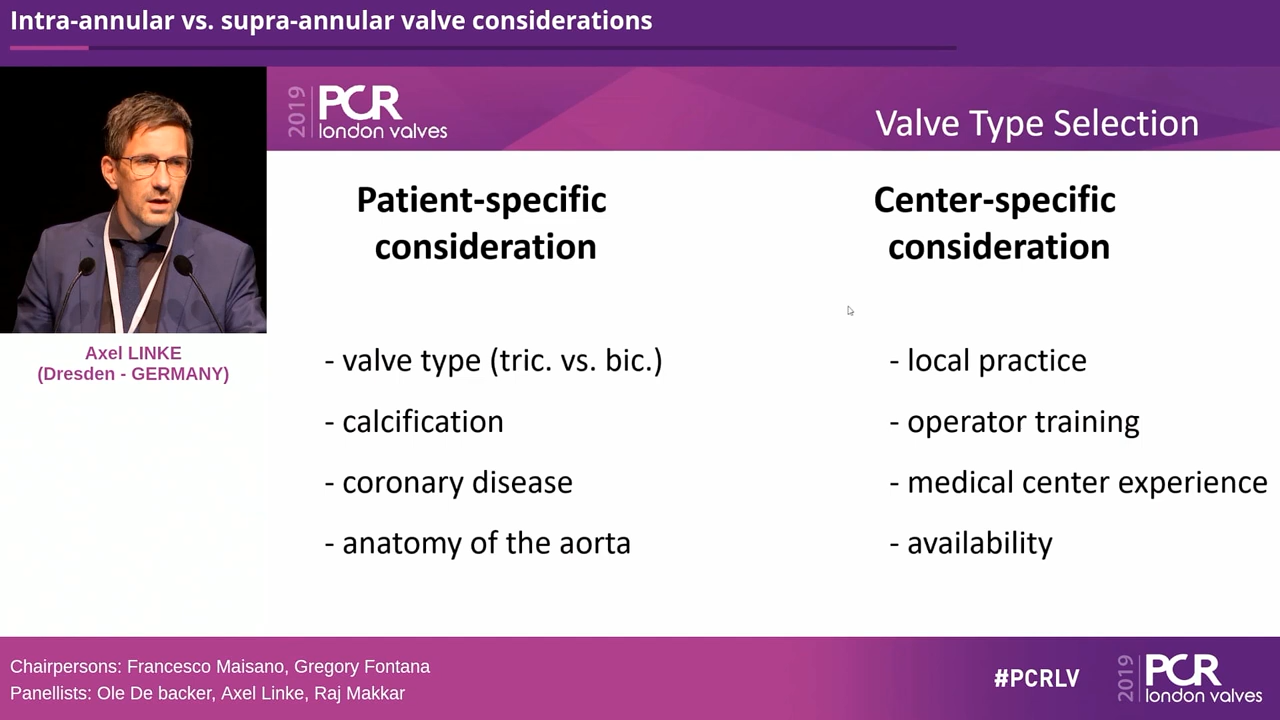 Intra-annular vs. supra-annular valve considerations
2019
PCR
london valves
Valve Type Selection
Patient-specific
consideration
- valve type (tric. vs. bic.)
- calcification
- coronary disease
- anatomy of the aorta
Center-specific
consideration
- local practice
- operator training
- medical center experience
- availability
Axel LINKE
(Dresden - GERMANY)
Chairpersons: Francesco Maisano, Gregory Fontana
Panellists: Ole De backer, Axel Linke, Raj Makkar
#PCRLV
2019
PCR
london valves